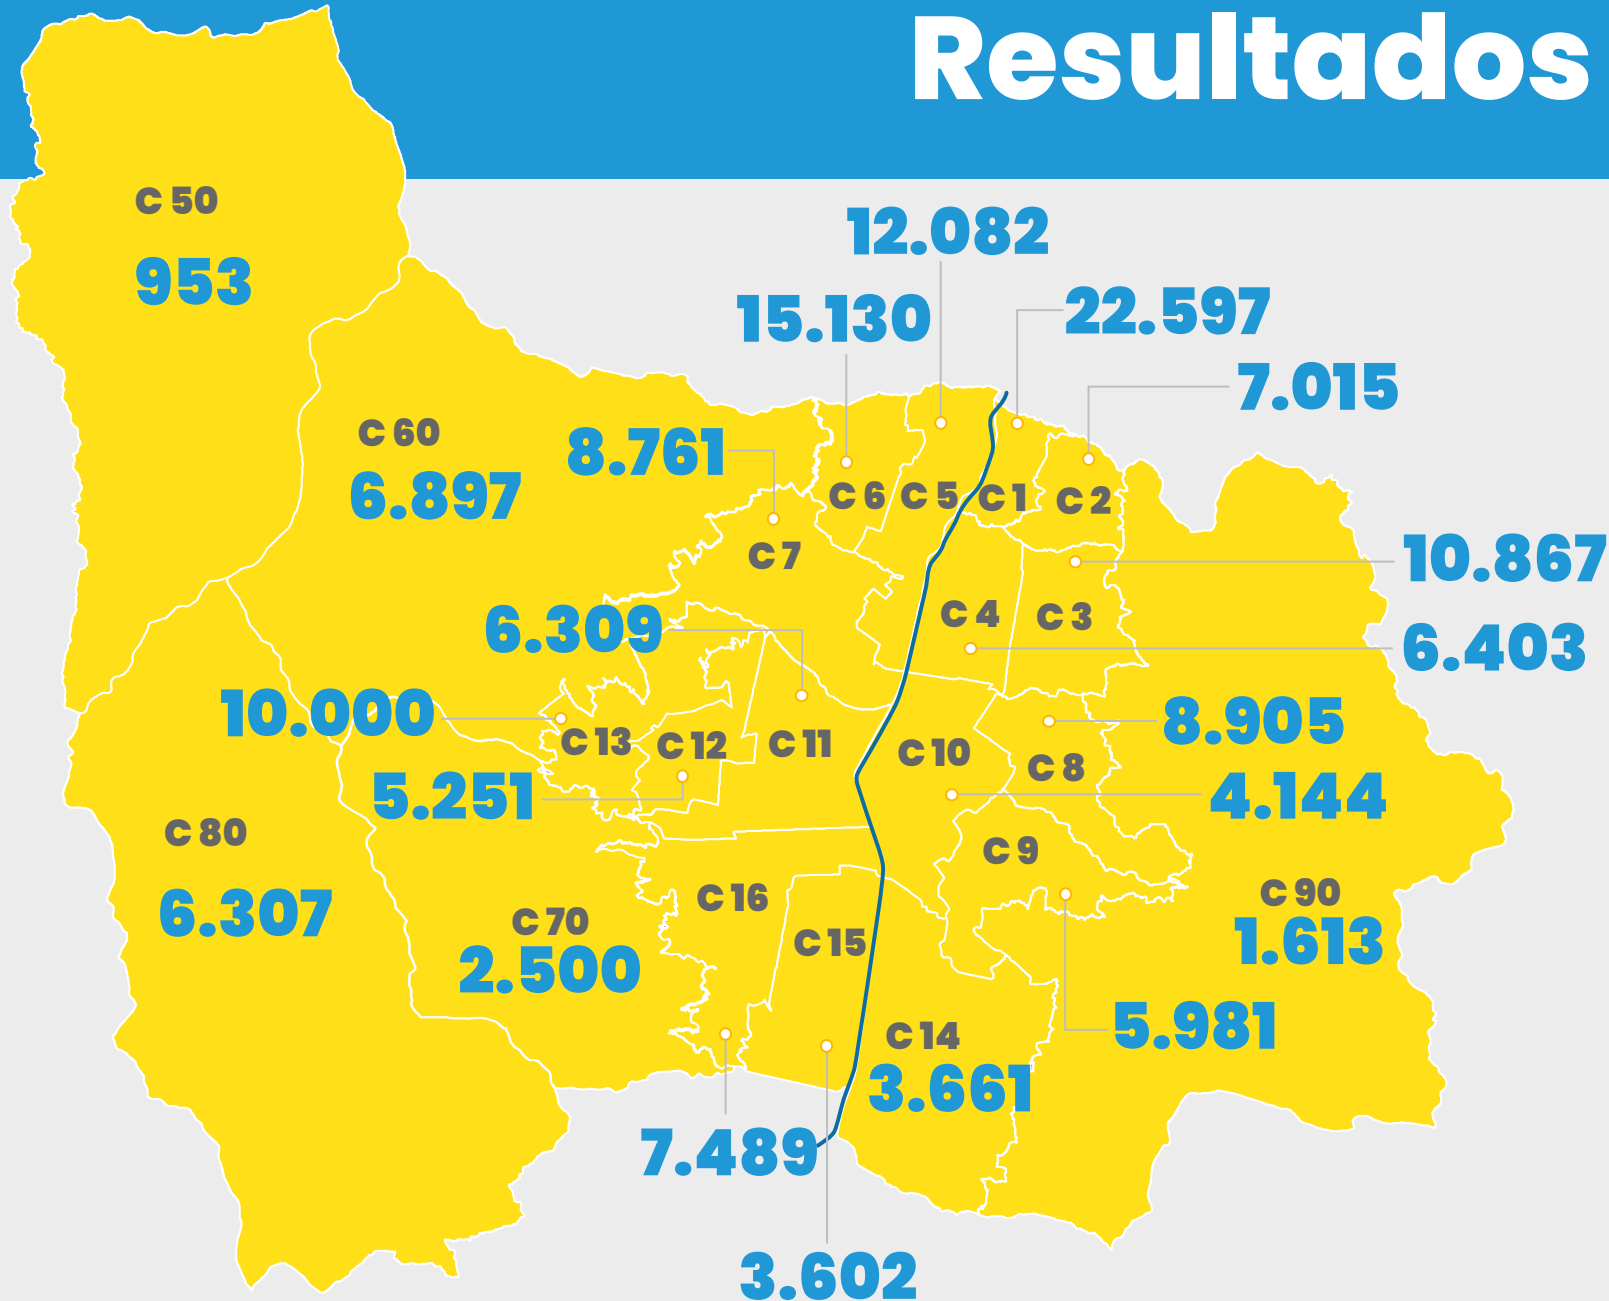 Resultados
C 50
953
12.082
15.130
22.597
7.015
C 60
6.897
8.761
C 6
C 5
C 1
C 2
C 7
10.867
C 4
C 3
6.309
6.403
10.000
8.905
C 13
C 12
C 11
C 10
C 8
5.251
4.144
C 80
C 9
6.307
C 16
C 90
1.613
C 70
2.500
C 15
5.981
C 14
3.661
7.489
3.602